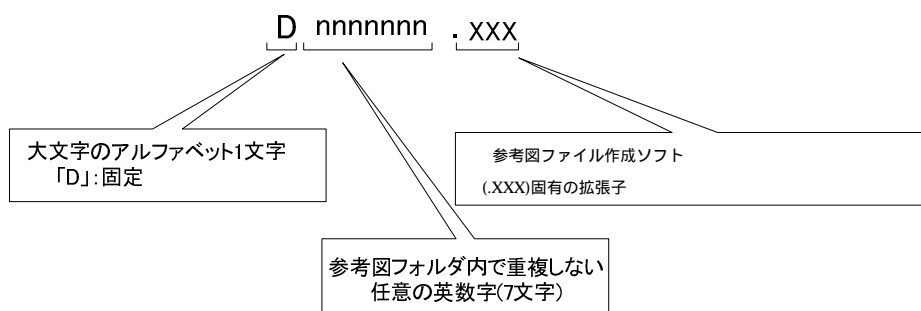 D nnnnnnn .XXX
大文字のアルファベット1文字
「D」:固定
参考図ファイル作成ソフト
(.XXX)固有の拡張子
参考図フォルダ内で重複しない
任意の英数字(7文字)